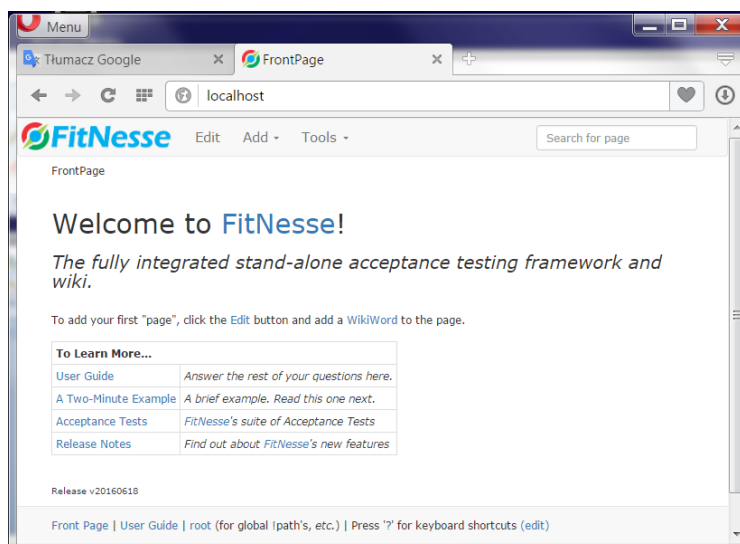 Menu
Tłumacz Google
FrontPage
localhost
FitNesse Edit Add Tools Search for page
FrontPage
Welcome to FitNesse!
The fully integrated stand-alone acceptance testing framework and
wiki.
To add your first "page", click the Edit button and add a WikiWord to the page.
To Learn More...
User Guide Answer the rest of your questions here.
A Two-Minute Example A brief example. Read this one next.
Acceptance Tests FitNesse's suite of Acceptance Tests
Release Notes Find out about FitNesse's new features
Release v20160618
Front Page | User Guide | root (for global !path's, etc.) | Press '?' for keyboard shortcuts (edit)